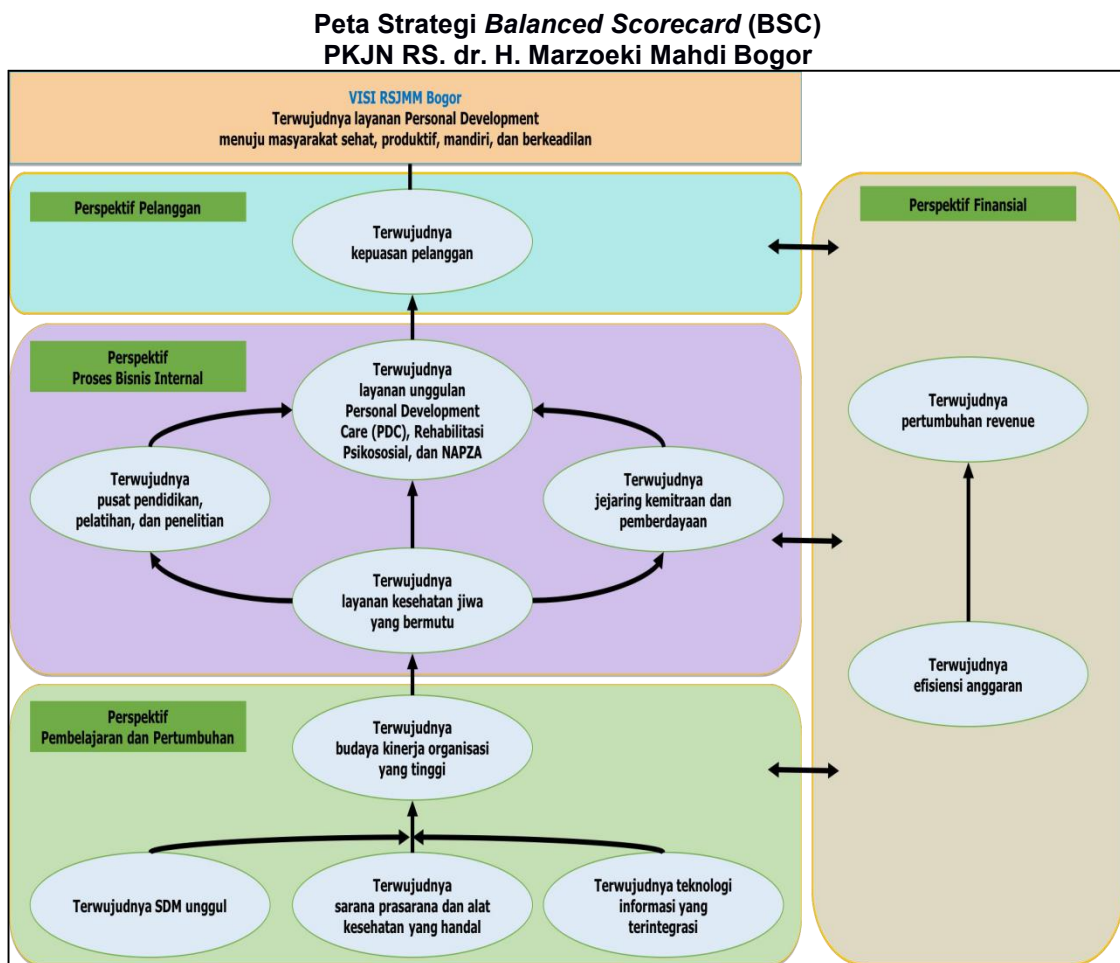 Peta Strategi Balanced Scorecard (BSC)
PKJN RS. dr. H. Marzoeki Mahdi Bogor
VISI RSJMM Bogor
Terwujudnya layanan Personal Development
menuju masyarakat sehat, produktif, mandiri, dan berkeadilan
Perspektif Pelanggan
Terwujudnya
kepuasan pelanggan
Perspektif Finansial
Perspektif
Proses Bisnis Internal
Terwujudnya
layanan unggulan
Personal Development
Care (PDC), Rehabilitasi
Psikososial, dan NAPZA
Terwujudnya
pusat pendidikan,
pelatihan, dan penelitian
Terwujudnya
jejaring kemitraan dan
pemberdayaan
Terwujudnya
layanan kesehatan jiwa
yang bermutu
Terwujudnya
pertumbuhan revenue
Terwujudnya
efisiensi anggaran
Perspektif
Pembelajaran dan Pertumbuhan
Terwujudnya
budaya kinerja organisasi
yang tinggi
Terwujudnya SDM unggul
Terwujudnya
sarana prasarana dan alat
kesehatan yang handal
Terwujudnya teknologi
informasi yang
terintegrasi